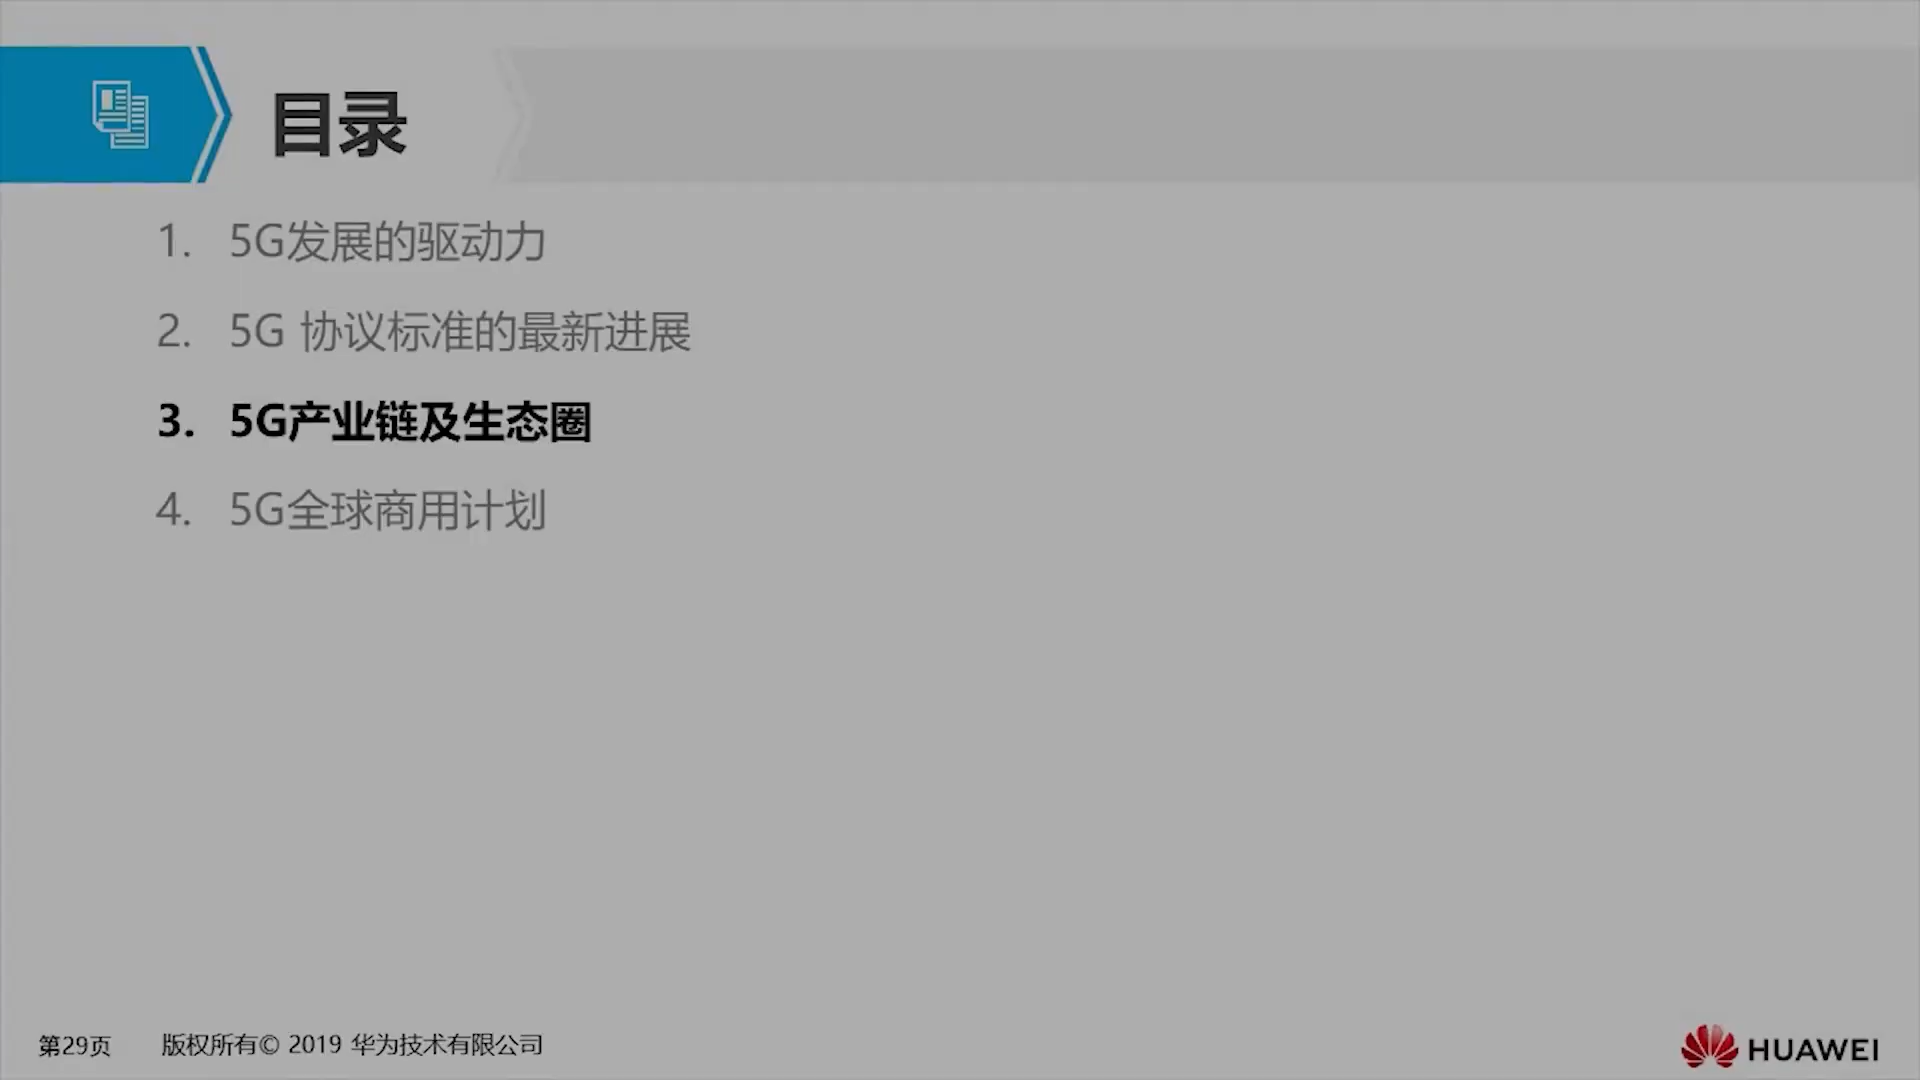 目录
1. 5G发展的驱动力
2. 5G 协议标准的最新进展
3. 5G产业链及生态圈
4. 5G全球商用计划
第29页 版权所有© 2019 华为技术有限公司
HUAWEI